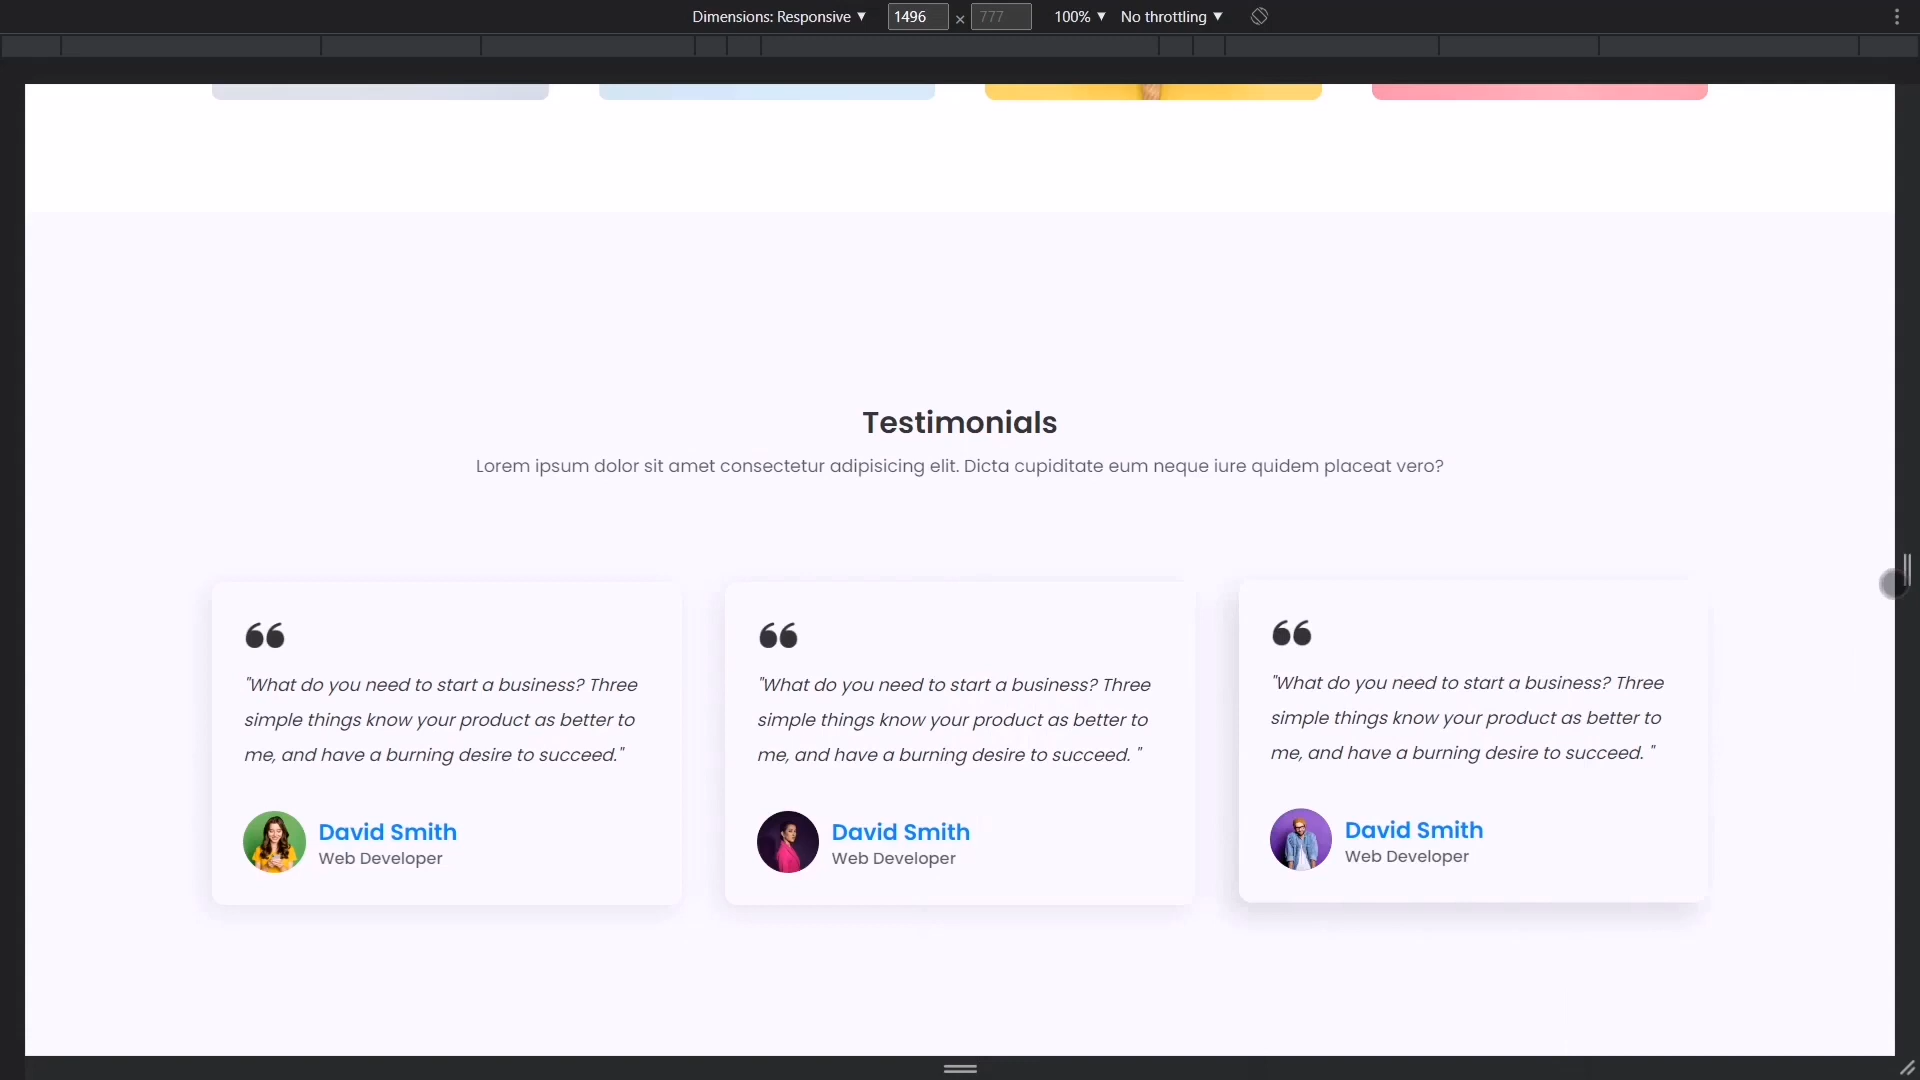 Dimensions: Responsive ▼ 1496 × 777 100% ▼ No throttling ▼
Testimonials
Lorem ipsum dolor sit amet consectetur adipisicing elit. Dicta cupiditate eum neque iure quidem placeat vero?
"What do you need to start a business? Three
simple things know your product as better to
me, and have a burning desire to succeed."
David Smith
Web Developer
"What do you need to start a business? Three
simple things know your product as better to
me, and have a burning desire to succeed. "
David Smith
Web Developer
"What do you need to start a business? Three
simple things know your product as better to
me, and have a burning desire to succeed. "
David Smith
Web Developer